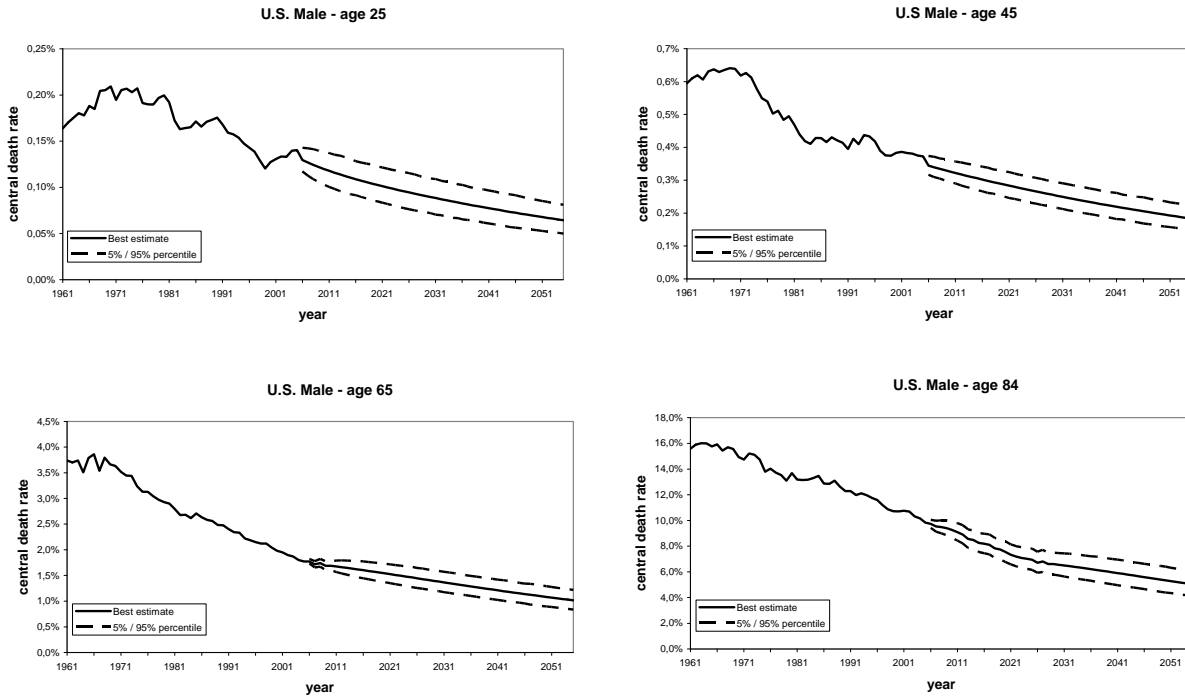 U.S. Male - age 25
0,25%
0,20%
0,15%
0,10%
0,05%
0,00%
central death rate
Best estimate
5% / 95% percentile
1961 1971 1981 1991 2001 2011 2021 2031 2041 2051
year
U.S Male - age 45
0,7%
0,6%
0,5%
0,4%
0,3%
0,2%
0,1%
0,0%
central death rate
Best estimate
5% / 95% percentile
1961 1971 1981 1991 2001 2011 2021 2031 2041 2051
year
U.S. Male - age 65
4,5%
4,0%
3,5%
3,0%
2,5%
2,0%
1,5%
1,0%
0,5%
0,0%
central death rate
Best estimate
5% / 95% percentile
1961 1971 1981 1991 2001 2011 2021 2031 2041 2051
year
U.S. Male - age 84
18,0%
16,0%
14,0%
12,0%
10,0%
8,0%
6,0%
4,0%
2,0%
0,0%
central death rate
Best estimate
5% / 95% percentile
1961 1971 1981 1991 2001 2011 2021 2031 2041 2051
year